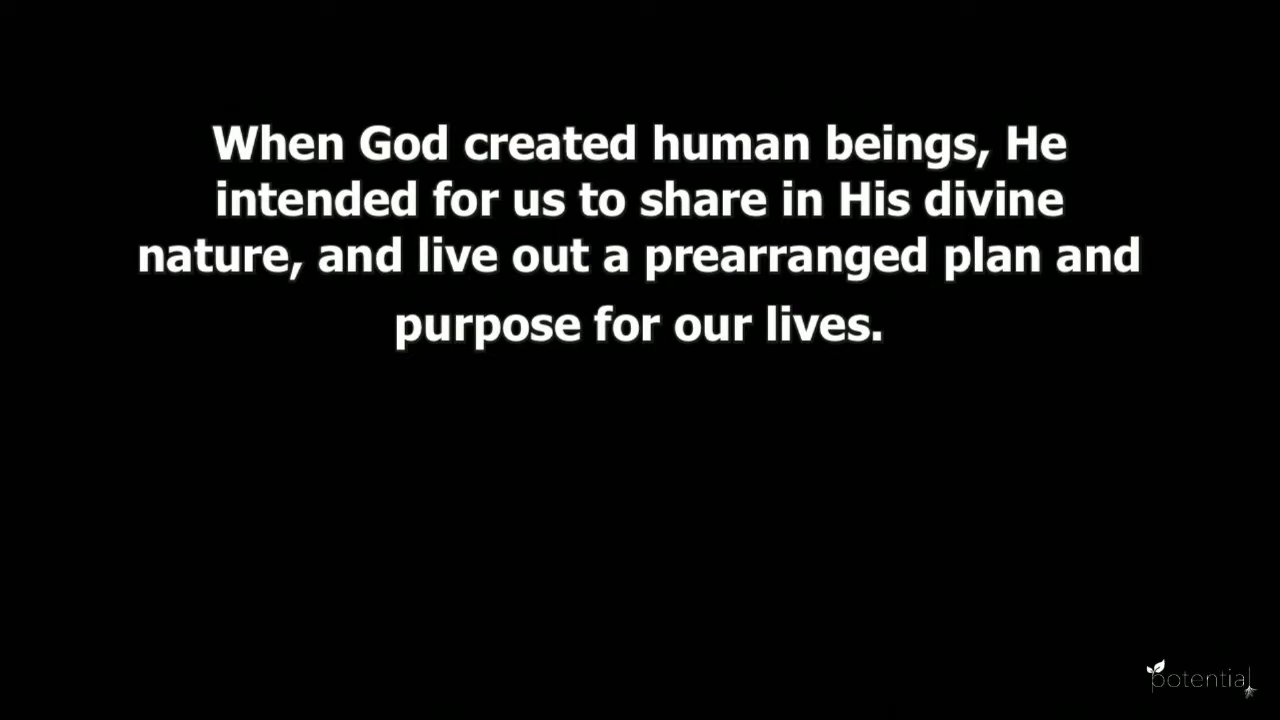 When God created human beings, He
intended for us to share in His divine
nature, and live out a prearranged plan and
purpose for our lives.
potential